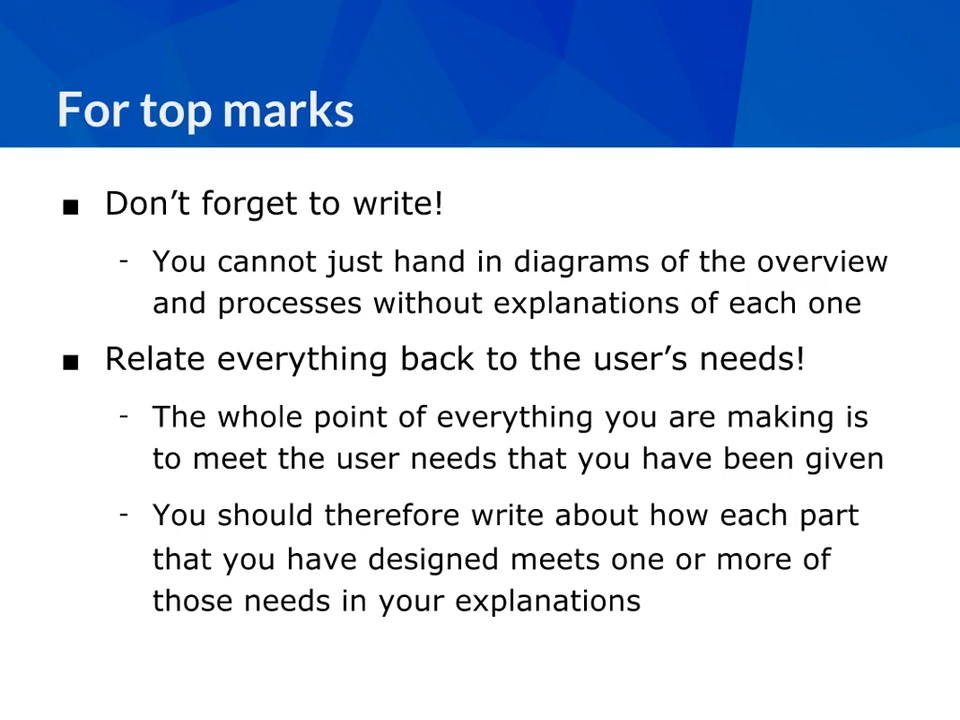 For top marks
■ Don’t forget to write!
- You cannot just hand in diagrams of the overview
and processes without explanations of each one
■ Relate everything back to the user’s needs!
- The whole point of everything you are making is
to meet the user needs that you have been given
- You should therefore write about how each part
that you have designed meets one or more of
those needs in your explanations